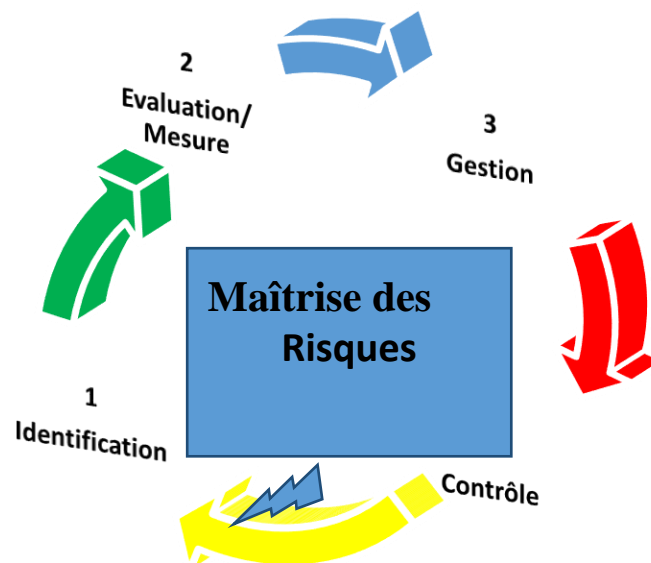 2
Evaluation/
Mesure
3
Gestion
Maîtrise des
Risques
1
Identification
Contrôle